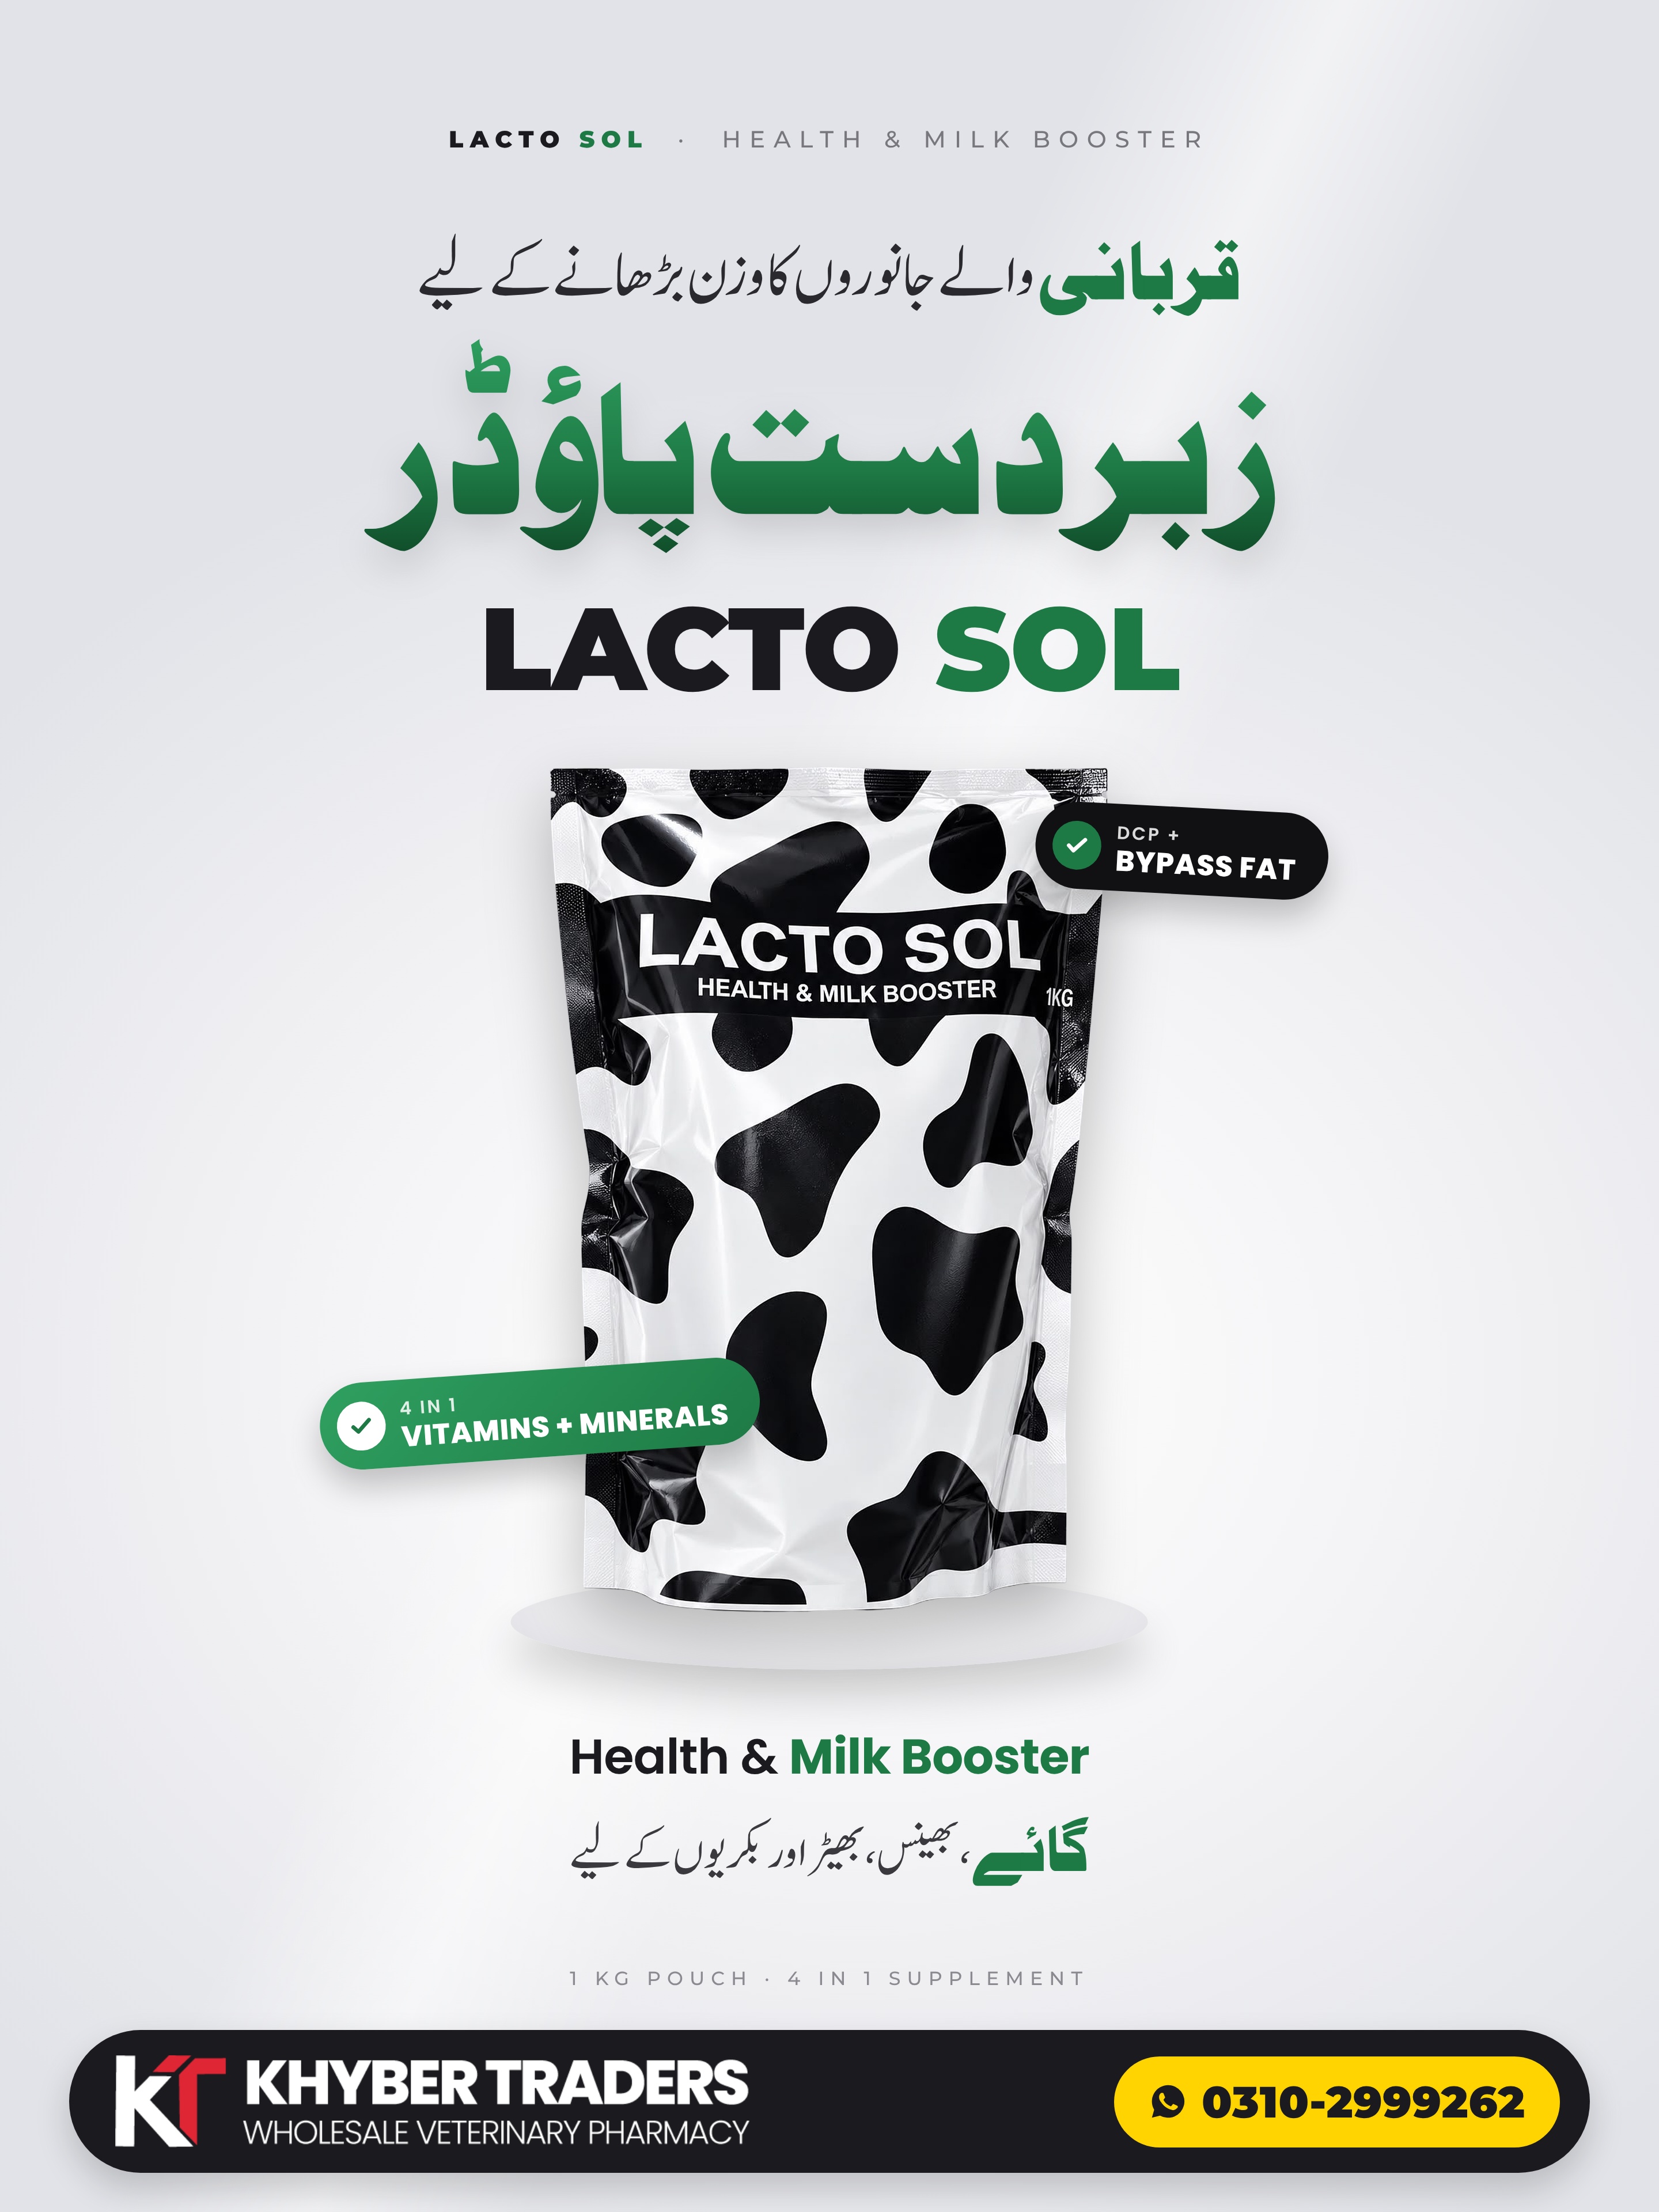 LACTO SOL · HEALTH & MILK BOOSTER
قربانی والے جانوروں کا وزن بڑھانے کے لیے
زبردست پاؤڈر
LACTO SOL
DCP +
BYPASS FAT
LACTO SOL
HEALTH & MILK BOOSTER
1KG
4 IN 1
VITAMINS + MINERALS
Health & Milk Booster
گائے، بھینس، بھیڑ اور بکریوں کے لیے
1 KG POUCH · 4 IN 1 SUPPLEMENT
KT
KHYBER TRADERS
WHOLESALE VETERINARY PHARMACY
0310-2999262